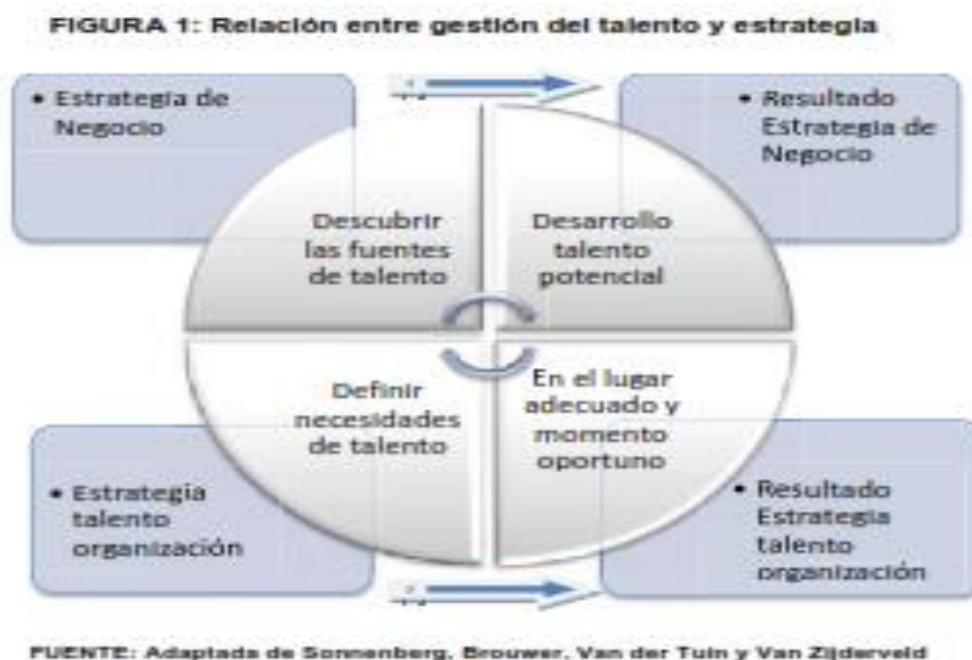 FIGURA 1: Relación entre gestión del talento y estrategia
• Estrategia de
Negocio
• Resultado
Estrategia de
Negocio
Descubrir
las fuentes
de talento
Desarrollo
talento
potencial
Definir
necesidades
de talento
En el lugar
adecuado y
momento
oportuno
• Estrategia
talento
organización
• Resultado
Estrategia
talento
organización
FUENTE: Adaptada de Sonnenberg, Brouwer, Van der Tuin y Van Zijderveld